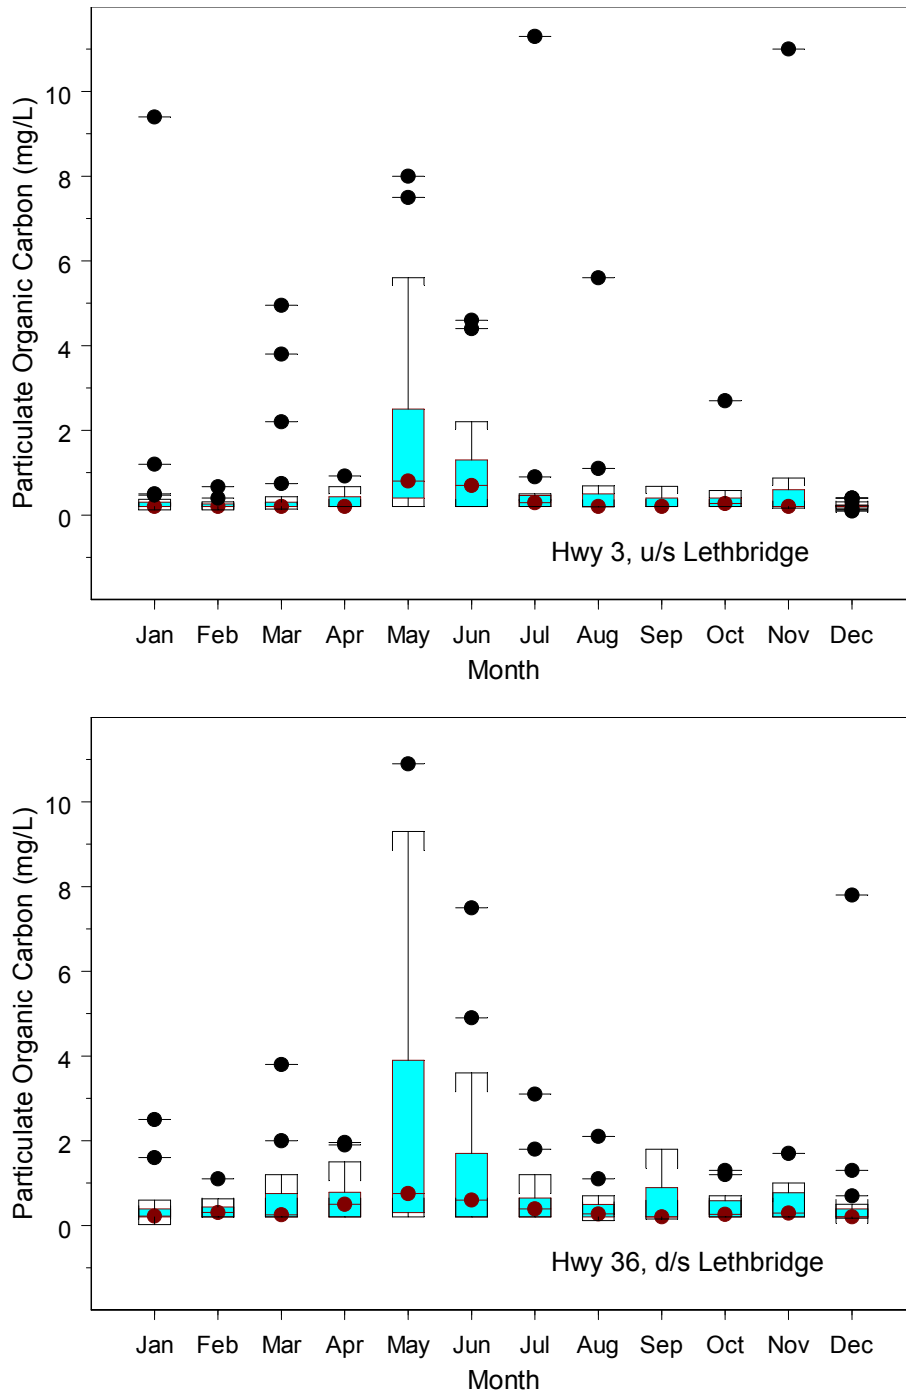 Particulate Organic Carbon (mg/L)
10
8
6
4
2
0
Hwy 3, u/s Lethbridge
Jan Feb Mar Apr May Jun Jul Aug Sep Oct Nov Dec
Month
Particulate Organic Carbon (mg/L)
10
8
6
4
2
0
Hwy 36, d/s Lethbridge
Jan Feb Mar Apr May Jun Jul Aug Sep Oct Nov Dec
Month